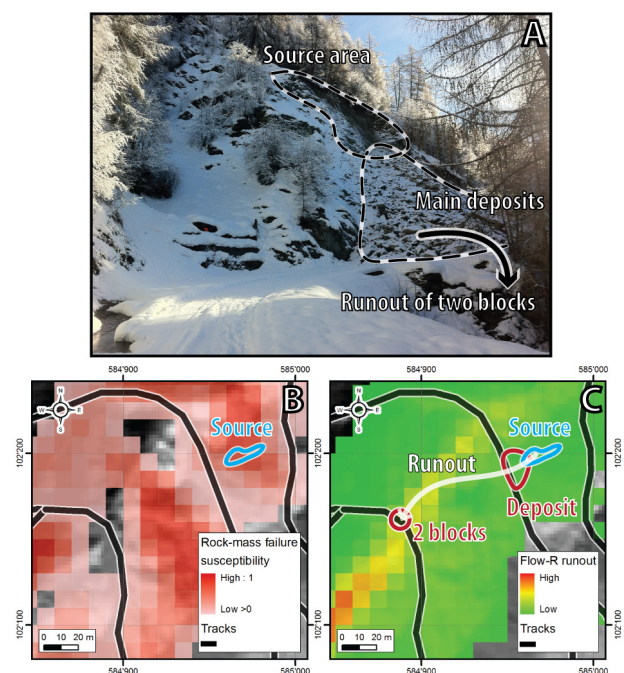 A
Source area
Main deposits
Runout of two blocks
584'900
585'000
B
N
W
E
S
Source
102'200
102'100
Rock-mass failure
susceptibility
High : 1
Low >0
Tracks
0 10 20 m
584'900
585'000
584'900
585'000
C
N
W
E
S
Source
Runout
Deposit
2 blocks
102'200
102'100
Flow-R runout
High
Low
Tracks
0 10 20 m
584'900
585'000